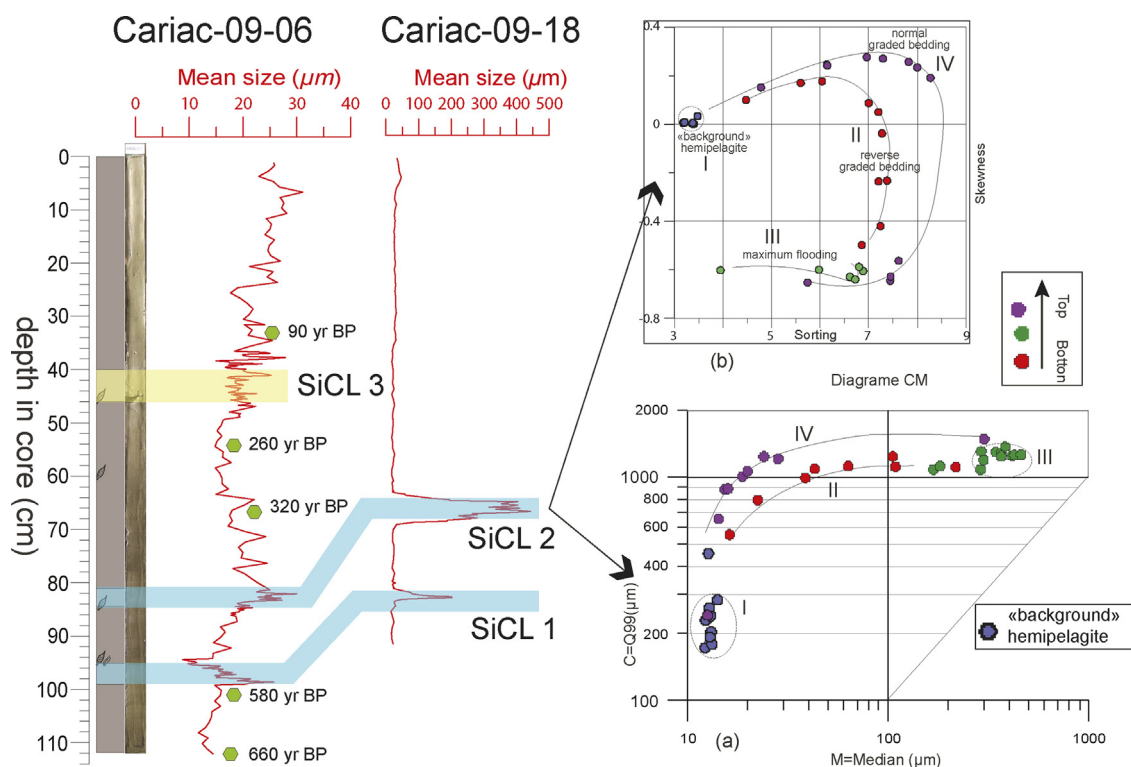 Cariac-09-06
Cariac-09-18
Mean size (µm)
Mean size (µm)
0 10 20 30 40
0 100 200 300 400 500
depth in core (cm)
0
10
20
30
40
50
60
70
80
90
100
110
90 yr BP
SiCL 3
260 yr BP
320 yr BP
SiCL 2
SiCL 1
580 yr BP
660 yr BP
0.4
0
-0.4
-0.8
normal
graded bedding
IV
«background»
hemipelagite
I
II
reverse
graded bedding
III
maximum flooding
Skewness
3 5 7 9
Sorting
(b)
Top
Botton
Diagrame CM
2000
1000
800
600
400
200
100
C=Q99(µm)
IV
II
III
I
«background»
hemipelagite
10 100 1000
(a)
M=Median (µm)